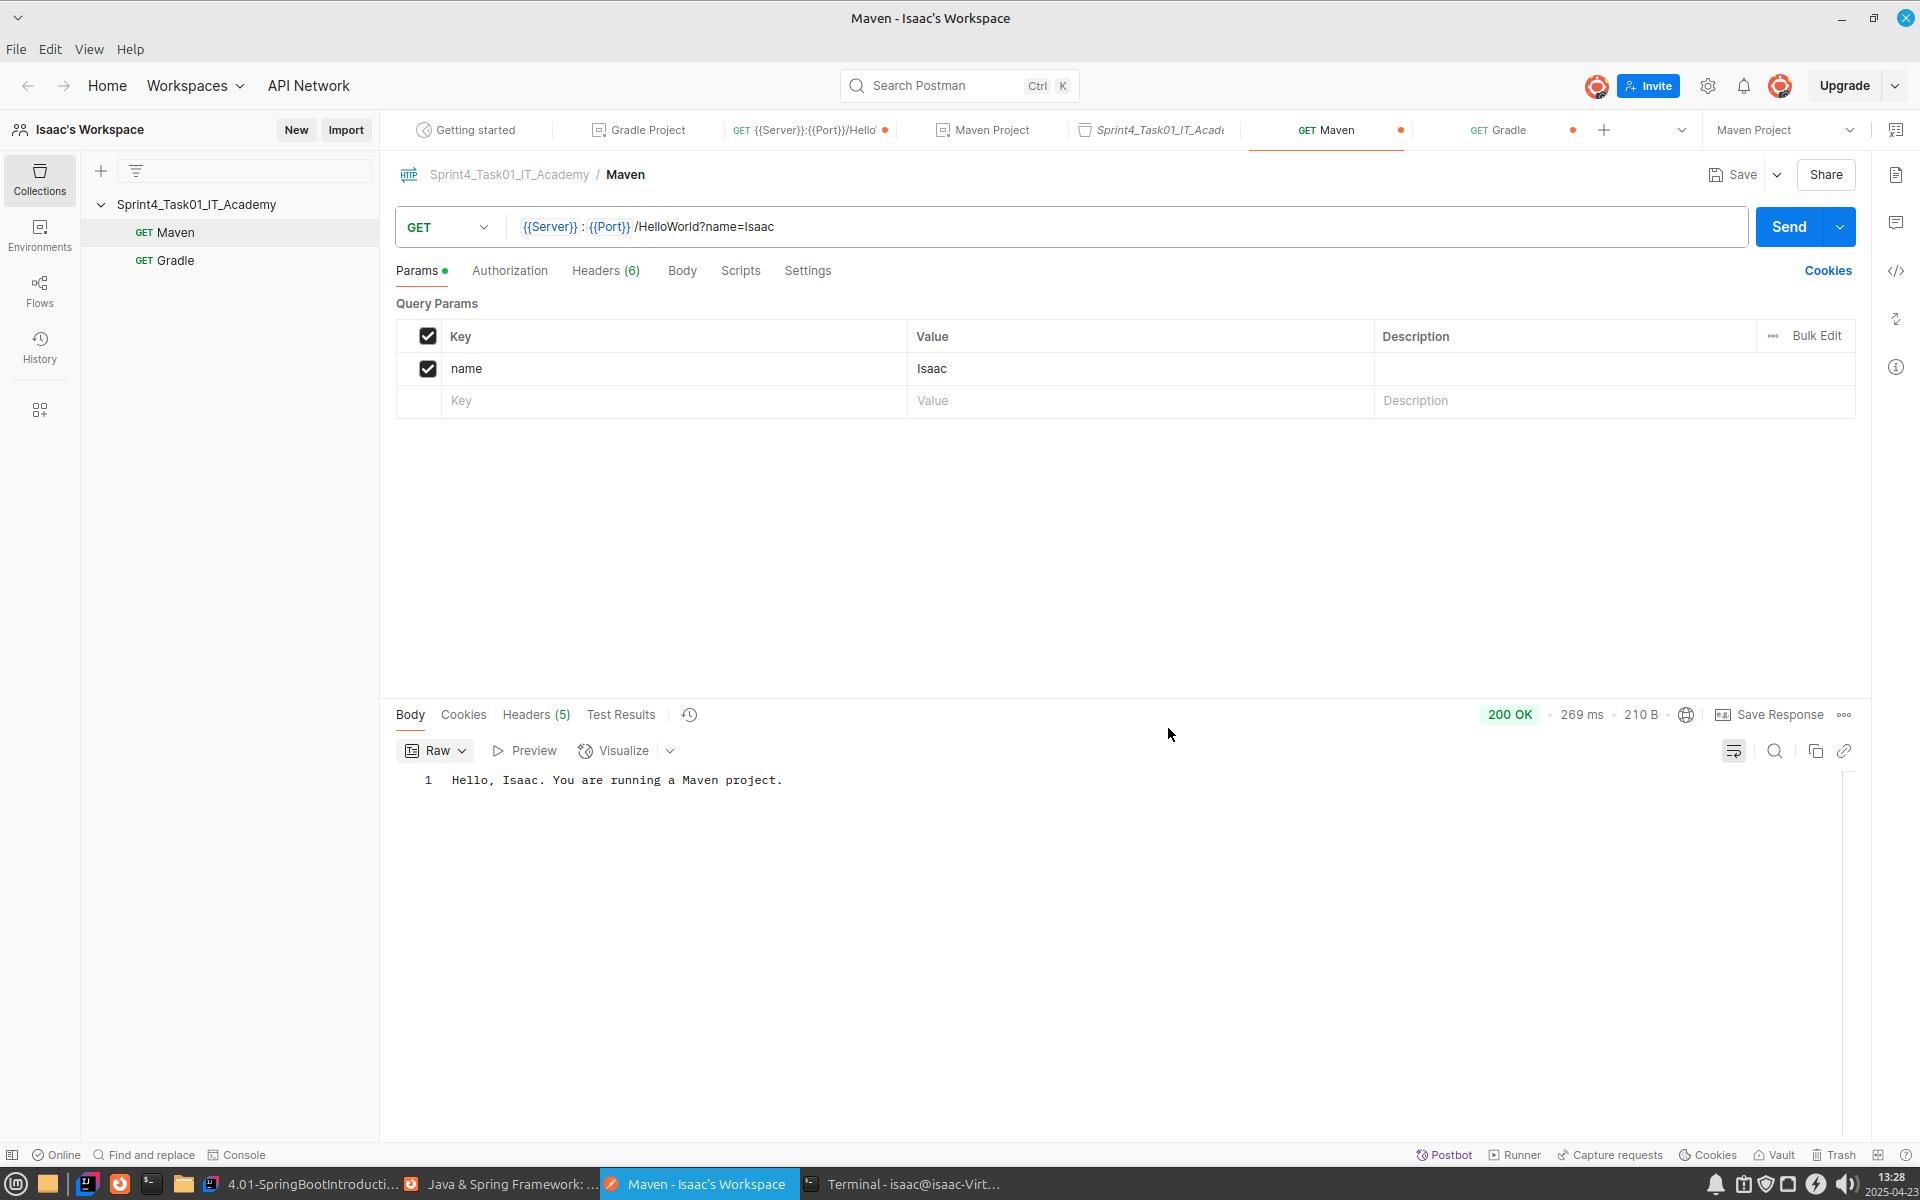 Maven - Isaac's Workspace
File Edit View Help
Home Workspaces API Network Search Postman Ctrl K Invite Upgrade
Isaac's Workspace New Import
Getting started Gradle Project GET {{Server}}:{{Port}}/Hello Maven Project Sprint4_Task01_IT_Acade GET Maven GET Gradle Maven Project
Collections
Environments
Flows
History
Sprint4_Task01_IT_Academy
GET Maven
GET Gradle
HTTP Sprint4_Task01_IT_Academy / Maven Save Share
GET {{Server}} : {{Port}} /HelloWorld?name=Isaac Send
Params Authorization Headers (6) Body Scripts Settings Cookies
Query Params
Key Value Description Bulk Edit
name Isaac
Key Value Description
Body Cookies Headers (5) Test Results 200 OK 269 ms 210 B e.g. Save Response
Raw Preview Visualize
1 Hello, Isaac. You are running a Maven project.
Online Find and replace Console Postbot Runner Capture requests Cookies Vault Trash
4.01-SpringBootIntroducti... Java & Spring Framework: ... Maven - Isaac's Workspace Terminal - isaac@isaac-Virt... 13:28
2025-04-23